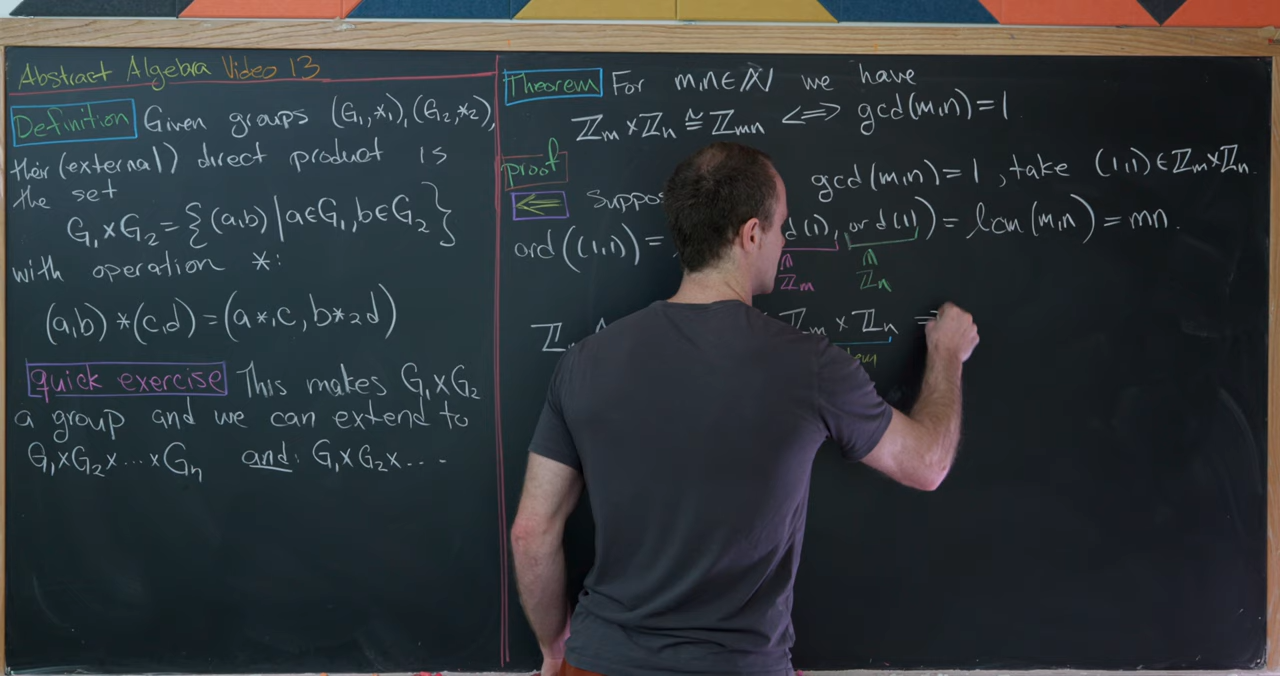 Abstract Algebra Video 13
Definition Given groups (G₁,*₁),(G₂,*₂),
their (external) direct product is
the set
G₁×G₂={(a,b)|a∈G₁,b∈G₂}
with operation *:
(a,b)*(c,d)=(a*₁c,b*₂d)
quick exercise This makes G₁×G₂
a group and we can extend to
G₁×G₂×...×Gₙ and: G₁×G₂×...
Theorem For m,n∈ℕ we have
ℤₘ×ℤₙ≅ℤₘₙ ⟺ gcd(m,n)=1
proof
⇐ gcd(m,n)=1, take (1,1)∈ℤₘ×ℤₙ.
ord((1,1))= (1), ord(1))=lcm(m,n)=mn.
∩ ∩
ℤₘ ℤₙ
ℤₘ×ℤₙ =